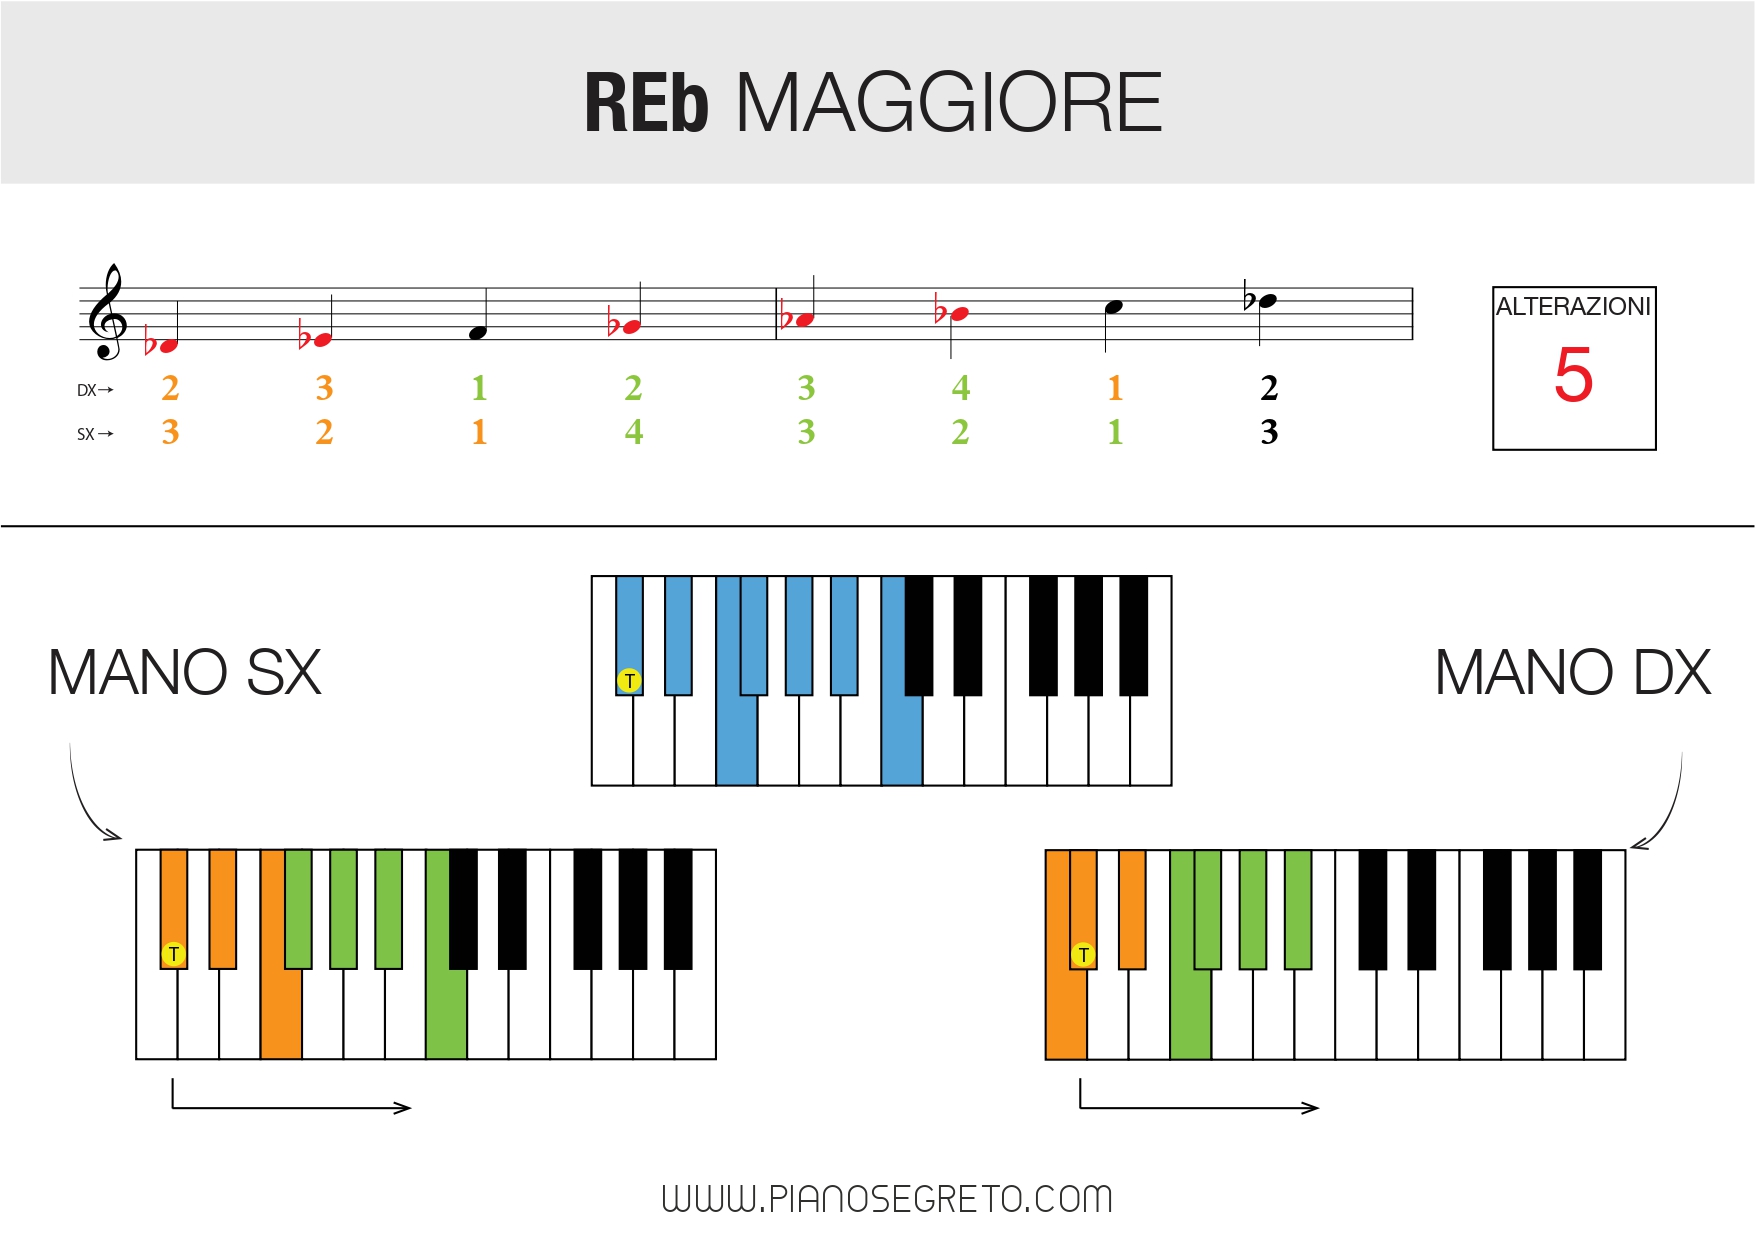 REb MAGGIORE
ALTERAZIONI
5
DX→ 2 3 1 2 3 4 1 2
SX→ 3 2 1 4 3 2 1 3
T
MANO SX
MANO DX
T
T
WWW.PIANOSEGRETO.COM